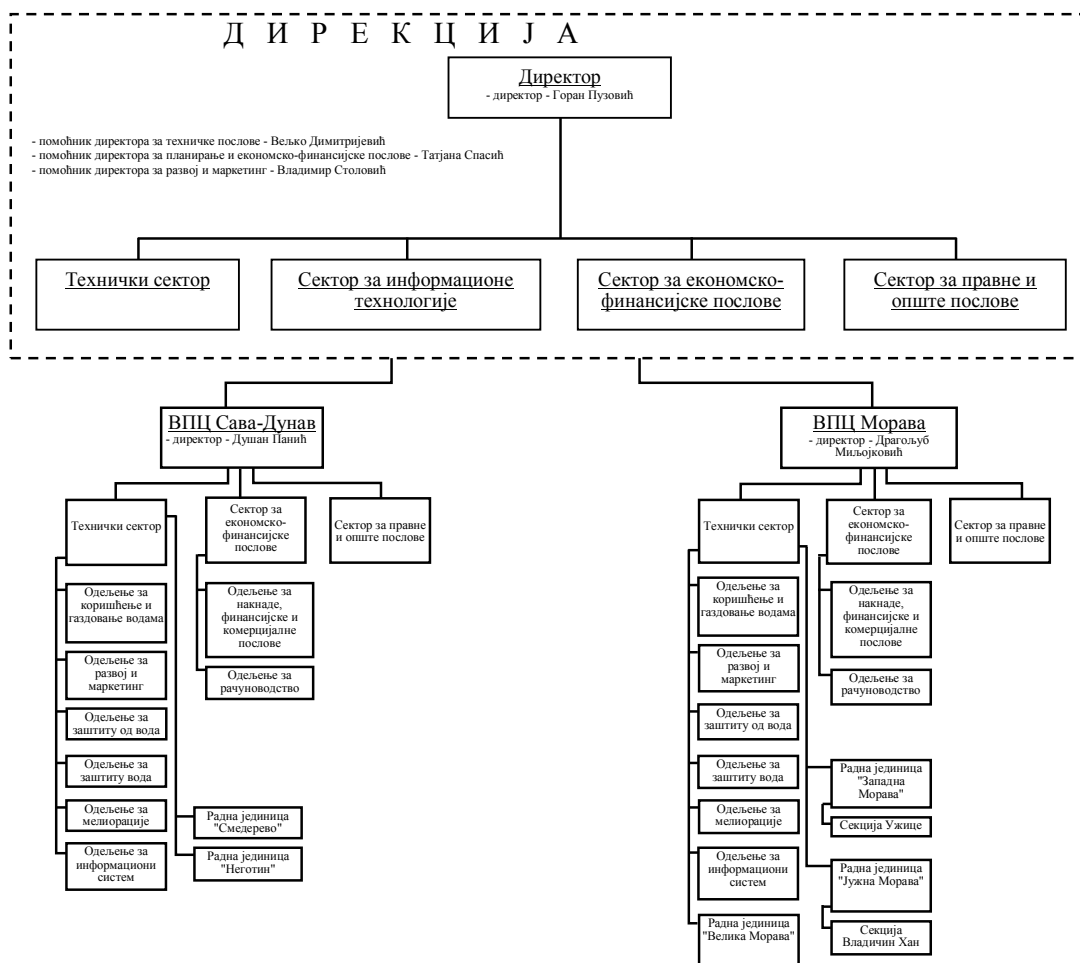 Д И Р Е К Ц И Ј А
Директор
- директор - Горан Пузовић
- помоћник директора за техничке послове - Вељко Димитријевић
- помоћник директора за планирање и економско-финансијске послове - Татјана Спасић
- помоћник директора за развој и маркетинг - Владимир Столовић
Технички сектор
Сектор за информационе
технологије
Сектор за економско-
финансијске послове
Сектор за правне и
опште послове
ВПЦ Сава-Дунав
- директор - Душан Панић
Технички сектор
Сектор за
економско-
финансијске
послове
Сектор за правне
и опште послове
Одељење за
коришћење и
газдовање водама
Одељење за
развој и
маркетинг
Одељење за
заштиту од вода
Одељење за
заштиту вода
Одељење за
мелиорације
Одељење за
информациони
систем
Одељење за
накнаде,
финансијске и
комерцијалне
послове
Одељење за
рачуноводство
Радна јединица
"Смедерево"
Радна јединица
"Неготин"
ВПЦ Морава
- директор - Драгољуб
Миљојковић
Технички сектор
Сектор за
економско-
финансијске
послове
Сектор за правне
и опште послове
Одељење за
коришћење и
газдовање водама
Одељење за
развој и
маркетинг
Одељење за
заштиту од вода
Одељење за
заштиту вода
Одељење за
мелиорације
Одељење за
информациони
систем
Радна јединица
"Велика Морава"
Одељење за
накнаде,
финансијске и
комерцијалне
послове
Одељење за
рачуноводство
Радна јединица
"Западна
Морава"
Секција Ужице
Радна јединица
"Јужна Морава"
Секција
Владичин Хан